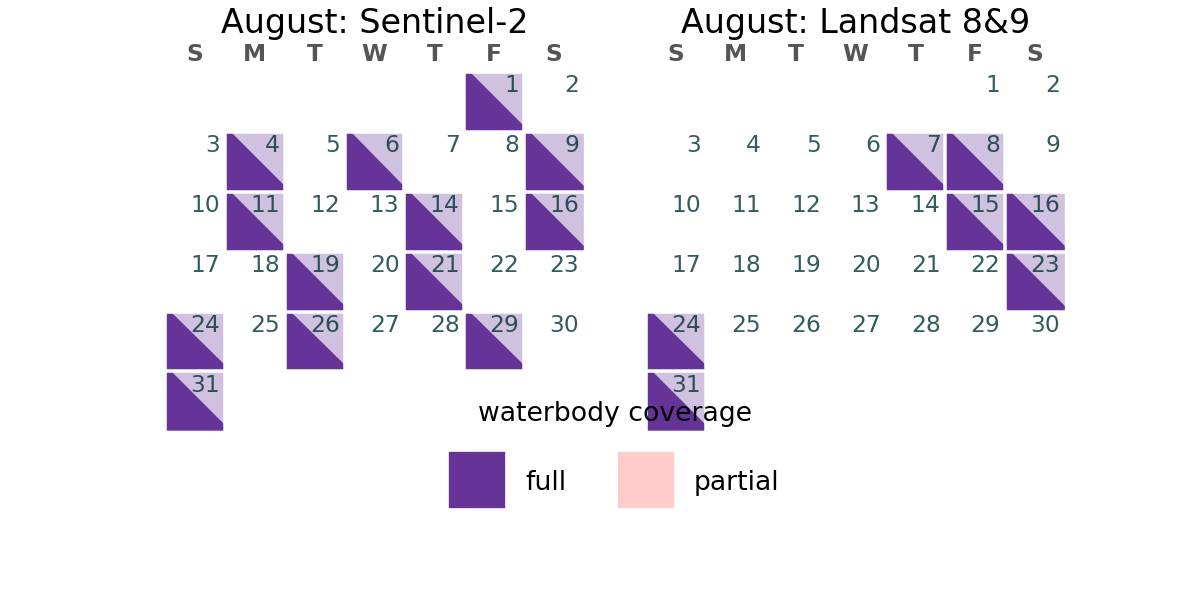 August: Sentinel-2
S M T W T F S
1 2
3 4 5 6 7 8 9
10 11 12 13 14 15 16
17 18 19 20 21 22 23
24 25 26 27 28 29 30
31
August: Landsat 8&9
S M T W T F S
1 2
3 4 5 6 7 8 9
10 11 12 13 14 15 16
17 18 19 20 21 22 23
24 25 26 27 28 29 30
31
waterbody coverage
full partial